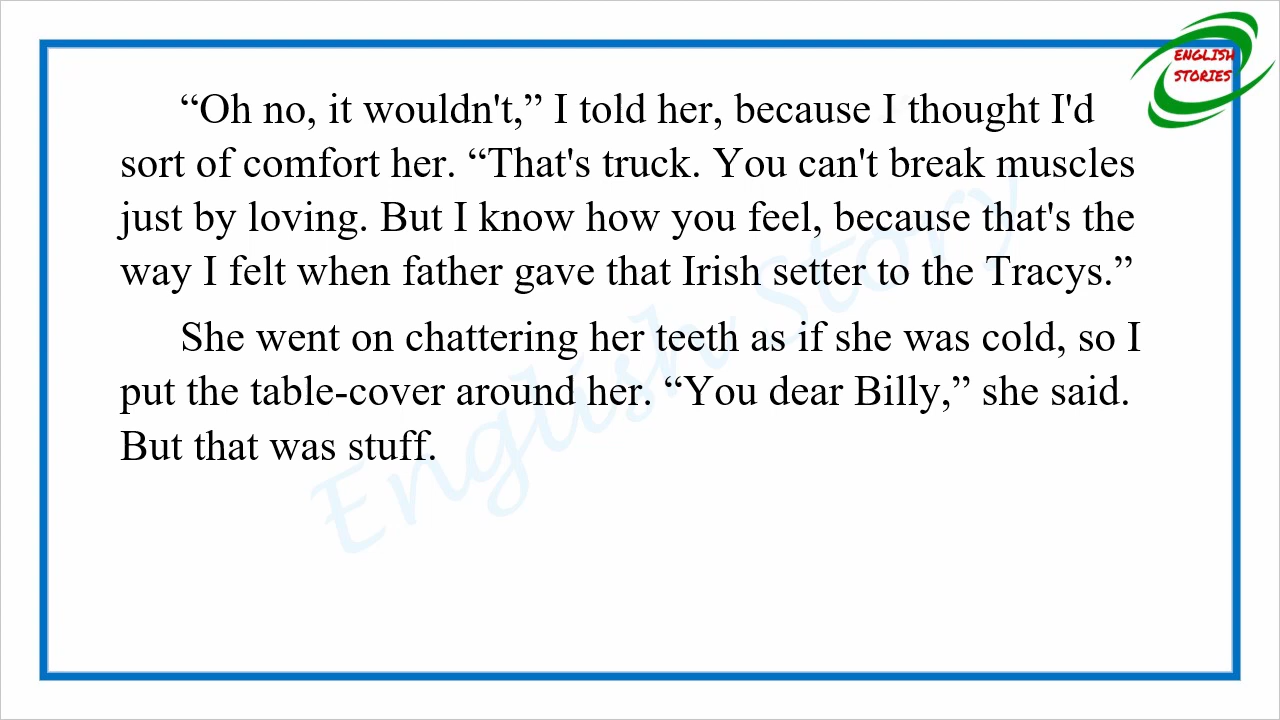 ENGLISH
STORIES
“Oh no, it wouldn't,” I told her, because I thought I'd
sort of comfort her. “That's truck. You can't break muscles
just by loving. But I know how you feel, because that's the
way I felt when father gave that Irish setter to the Tracys.”
She went on chattering her teeth as if she was cold, so I
put the table-cover around her. “You dear Billy,” she said.
But that was stuff.
English Story